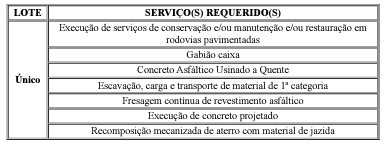 LOTE SERVIÇO(S) REQUERIDO(S)
Execução de serviços de conservação e/ou manutenção e/ou restauração em
rodovias pavimentadas
Gabião caixa
Concreto Asfáltico Usinado a Quente
Único
Escavação, carga e transporte de material de 1ª categoria
Fresagem contínua de revestimento asfáltico
Execução de concreto projetado
Recomposição mecanizada de aterro com material de jazida